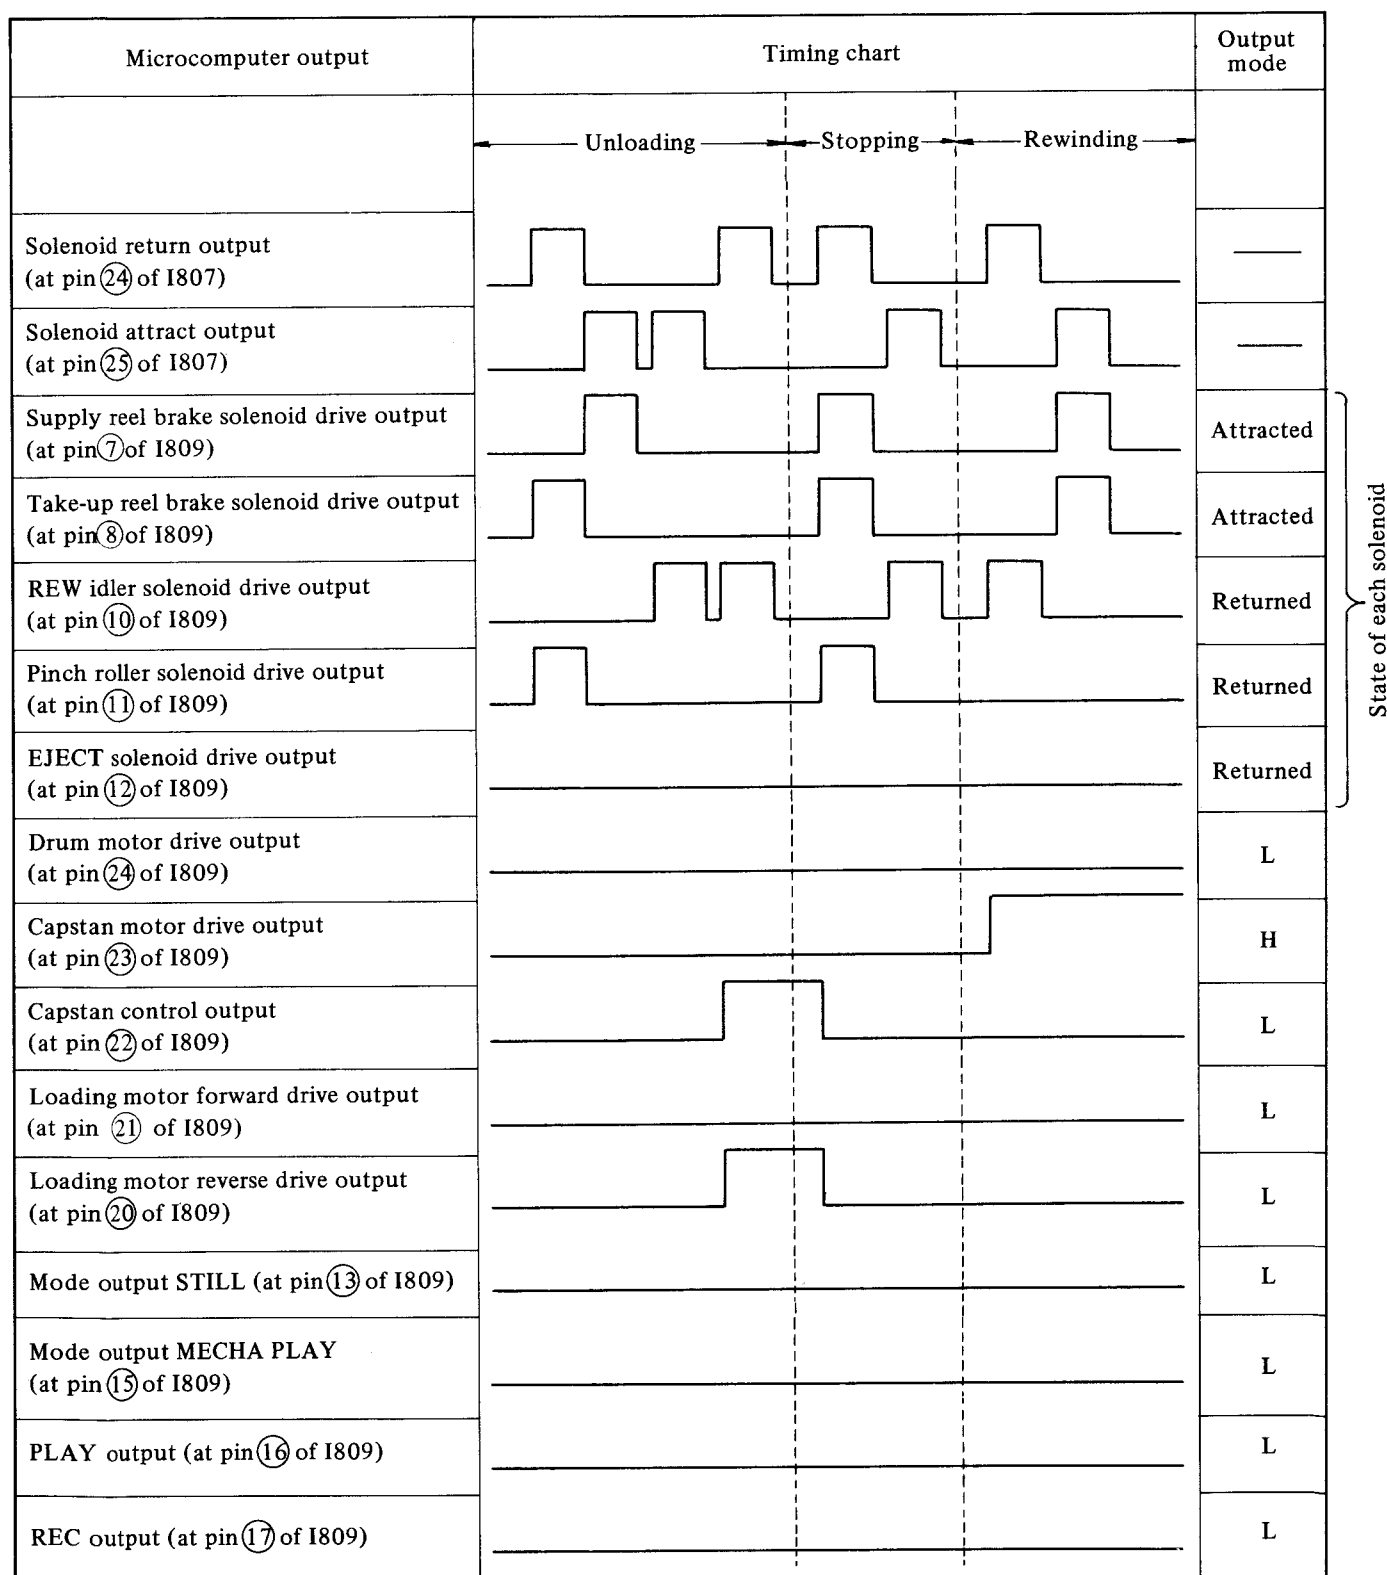 Microcomputer output
Timing chart
Output
mode
Unloading
Stopping
Rewinding
Solenoid return output
(at pin 24 of I807)
Solenoid attract output
(at pin 25 of I807)
Supply reel brake solenoid drive output
(at pin 7 of I809)
Attracted
Take-up reel brake solenoid drive output
(at pin 8 of I809)
Attracted
REW idler solenoid drive output
(at pin 10 of I809)
Returned
Pinch roller solenoid drive output
(at pin 11 of I809)
Returned
EJECT solenoid drive output
(at pin 12 of I809)
Returned
State of each solenoid
Drum motor drive output
(at pin 24 of I809)
L
Capstan motor drive output
(at pin 23 of I809)
H
Capstan control output
(at pin 22 of I809)
L
Loading motor forward drive output
(at pin 21 of I809)
L
Loading motor reverse drive output
(at pin 20 of I809)
L
Mode output STILL (at pin 13 of I809)
L
Mode output MECHA PLAY
(at pin 15 of I809)
L
PLAY output (at pin 16 of I809)
L
REC output (at pin 17 of I809)
L